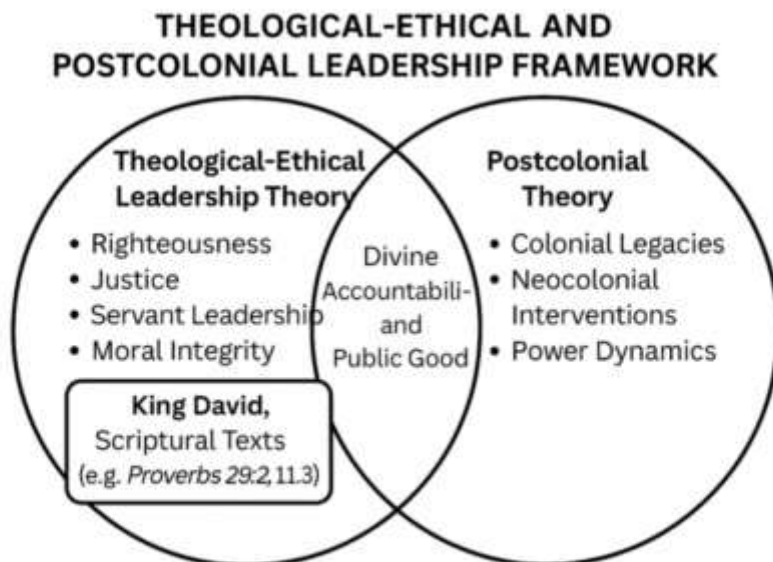 THEOLOGICAL-ETHICAL AND
POSTCOLONIAL LEADERSHIP FRAMEWORK
Theological-Ethical
Leadership Theory
• Righteousness
• Justice
• Servant Leadership
• Moral Integrity
King David,
Scriptural Texts
(e.g. Proverbs 29:2, 11.3)
Divine
Accountabili-
and
Public Good
Postcolonial
Theory
• Colonial Legacies
• Neocolonial
Interventions
• Power Dynamics